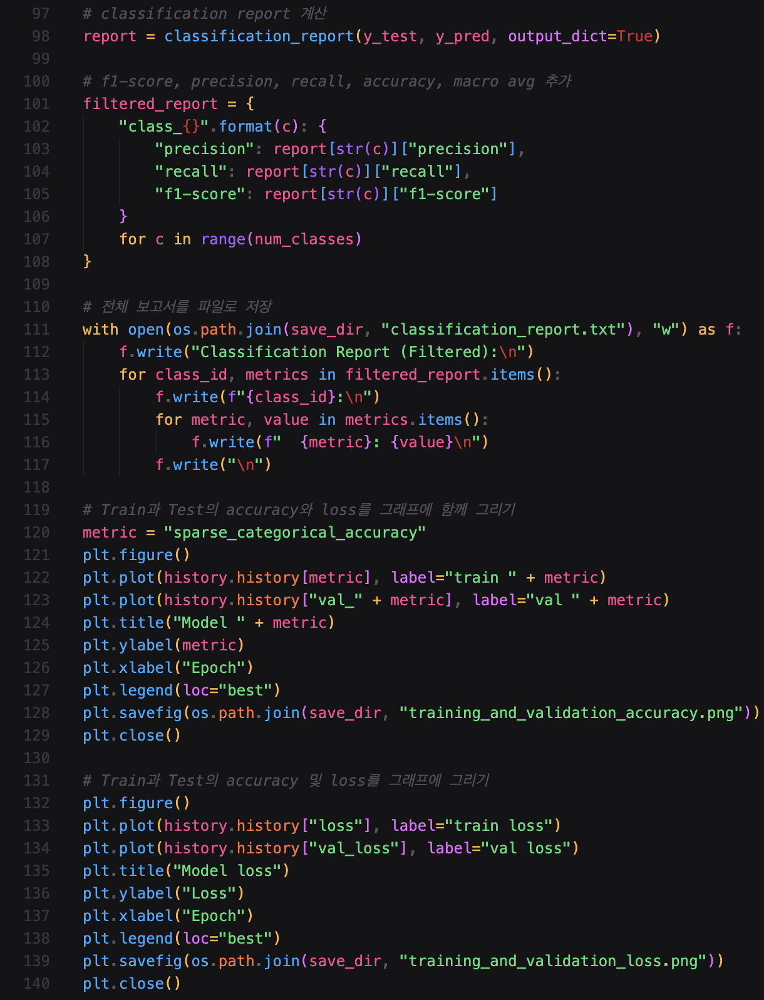 97 # classification report 계산
98 report = classification_report(y_test, y_pred, output_dict=True)
99
100 # f1-score, precision, recall, accuracy, macro avg 추가
101 filtered_report = {
102     "class_{}".format(c): {
103         "precision": report[str(c)]["precision"],
104         "recall": report[str(c)]["recall"],
105         "f1-score": report[str(c)]["f1-score"]
106     }
107     for c in range(num_classes)
108 }
109
110 # 전체 보고서를 파일로 저장
111 with open(os.path.join(save_dir, "classification_report.txt"), "w") as f:
112     f.write("Classification Report (Filtered):\n")
113     for class_id, metrics in filtered_report.items():
114         f.write(f"{class_id}:\n")
115         for metric, value in metrics.items():
116             f.write(f"  {metric}: {value}\n")
117         f.write("\n")
118
119 # Train과 Test의 accuracy와 loss를 그래프에 함께 그리기
120 metric = "sparse_categorical_accuracy"
121 plt.figure()
122 plt.plot(history.history[metric], label="train " + metric)
123 plt.plot(history.history["val_" + metric], label="val " + metric)
124 plt.title("Model " + metric)
125 plt.ylabel(metric)
126 plt.xlabel("Epoch")
127 plt.legend(loc="best")
128 plt.savefig(os.path.join(save_dir, "training_and_validation_accuracy.png"))
129 plt.close()
130
131 # Train과 Test의 accuracy 및 loss를 그래프에 그리기
132 plt.figure()
133 plt.plot(history.history["loss"], label="train loss")
134 plt.plot(history.history["val_loss"], label="val loss")
135 plt.title("Model loss")
136 plt.ylabel("Loss")
137 plt.xlabel("Epoch")
138 plt.legend(loc="best")
139 plt.savefig(os.path.join(save_dir, "training_and_validation_loss.png"))
140 plt.close()